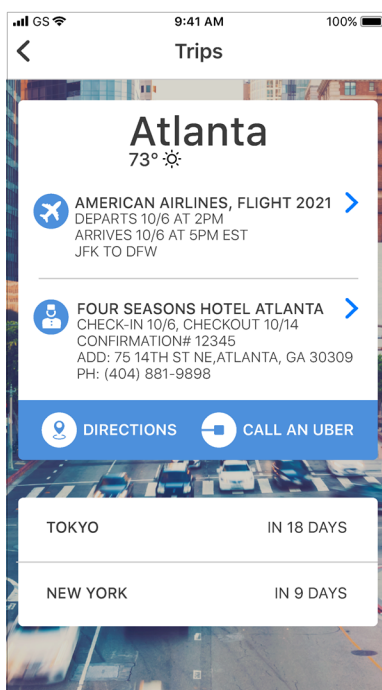 GS 9:41 AM 100%
Trips
Atlanta
73°
AMERICAN AIRLINES, FLIGHT 2021
DEPARTS 10/6 AT 2PM
ARRIVES 10/6 AT 5PM EST
JFK TO DFW
FOUR SEASONS HOTEL ATLANTA
CHECK-IN 10/6, CHECKOUT 10/14
CONFIRMATION# 12345
ADD: 75 14TH ST NE,ATLANTA, GA 30309
PH: (404) 881-9898
DIRECTIONS CALL AN UBER
TOKYO IN 18 DAYS
NEW YORK IN 9 DAYS